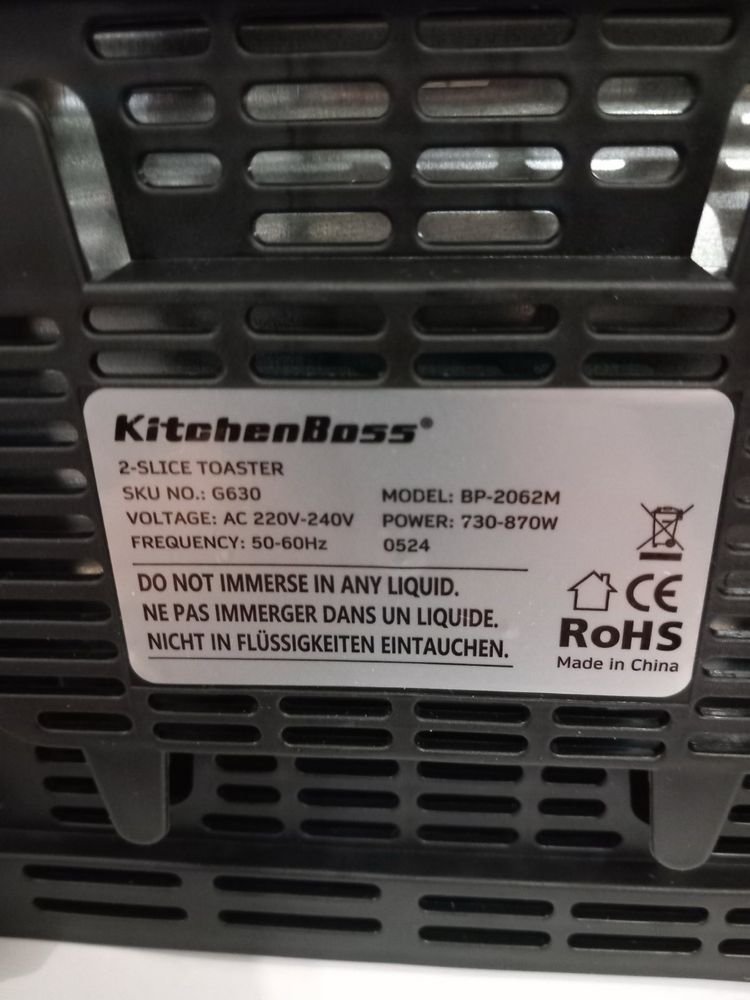 KitchenBoss®
2-SLICE TOASTER
SKU NO.: G630
MODEL: BP-2062M
VOLTAGE: AC 220V-240V
POWER: 730-870W
FREQUENCY: 50-60Hz
0524
DO NOT IMMERSE IN ANY LIQUID.
NE PAS IMMERGER DANS UN LIQUIDE.
NICHT IN FLÜSSIGKEITEN EINTAUCHEN.
CE
RoHS
Made in China